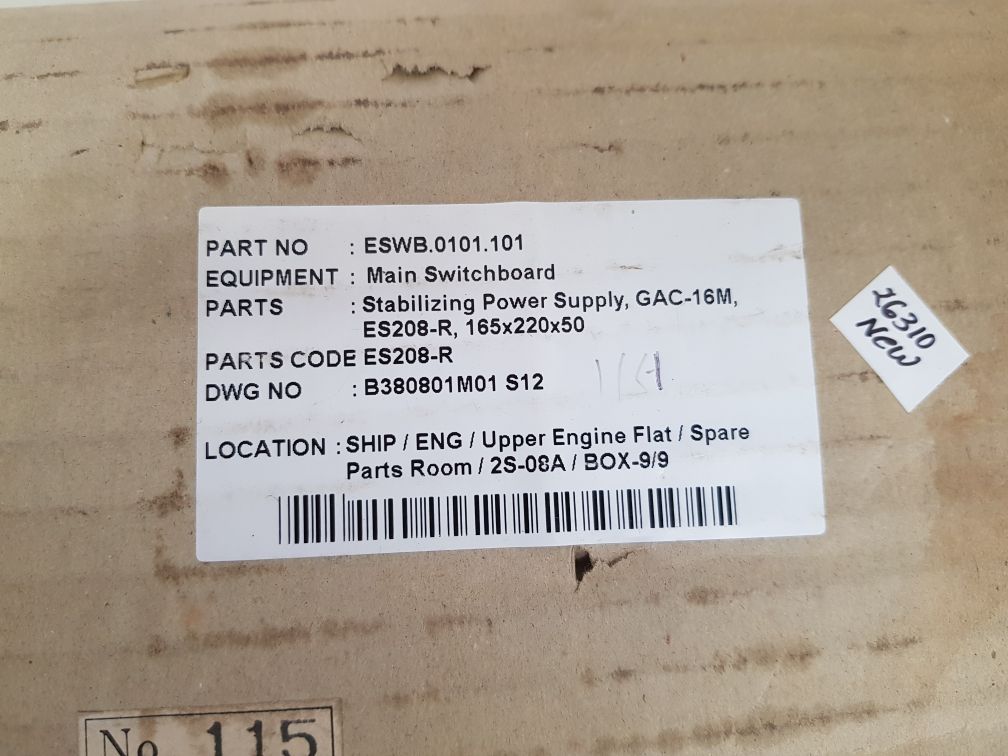 PART NO : ESWB.0101.101
EQUIPMENT : Main Switchboard
PARTS : Stabilizing Power Supply, GAC-16M,
ES208-R, 165x220x50
PARTS CODE ES208-R
DWG NO : B380801M01 S12
LOCATION : SHIP / ENG / Upper Engine Flat / Spare
Parts Room / 2S-08A / BOX-9/9
26310
New
No 115